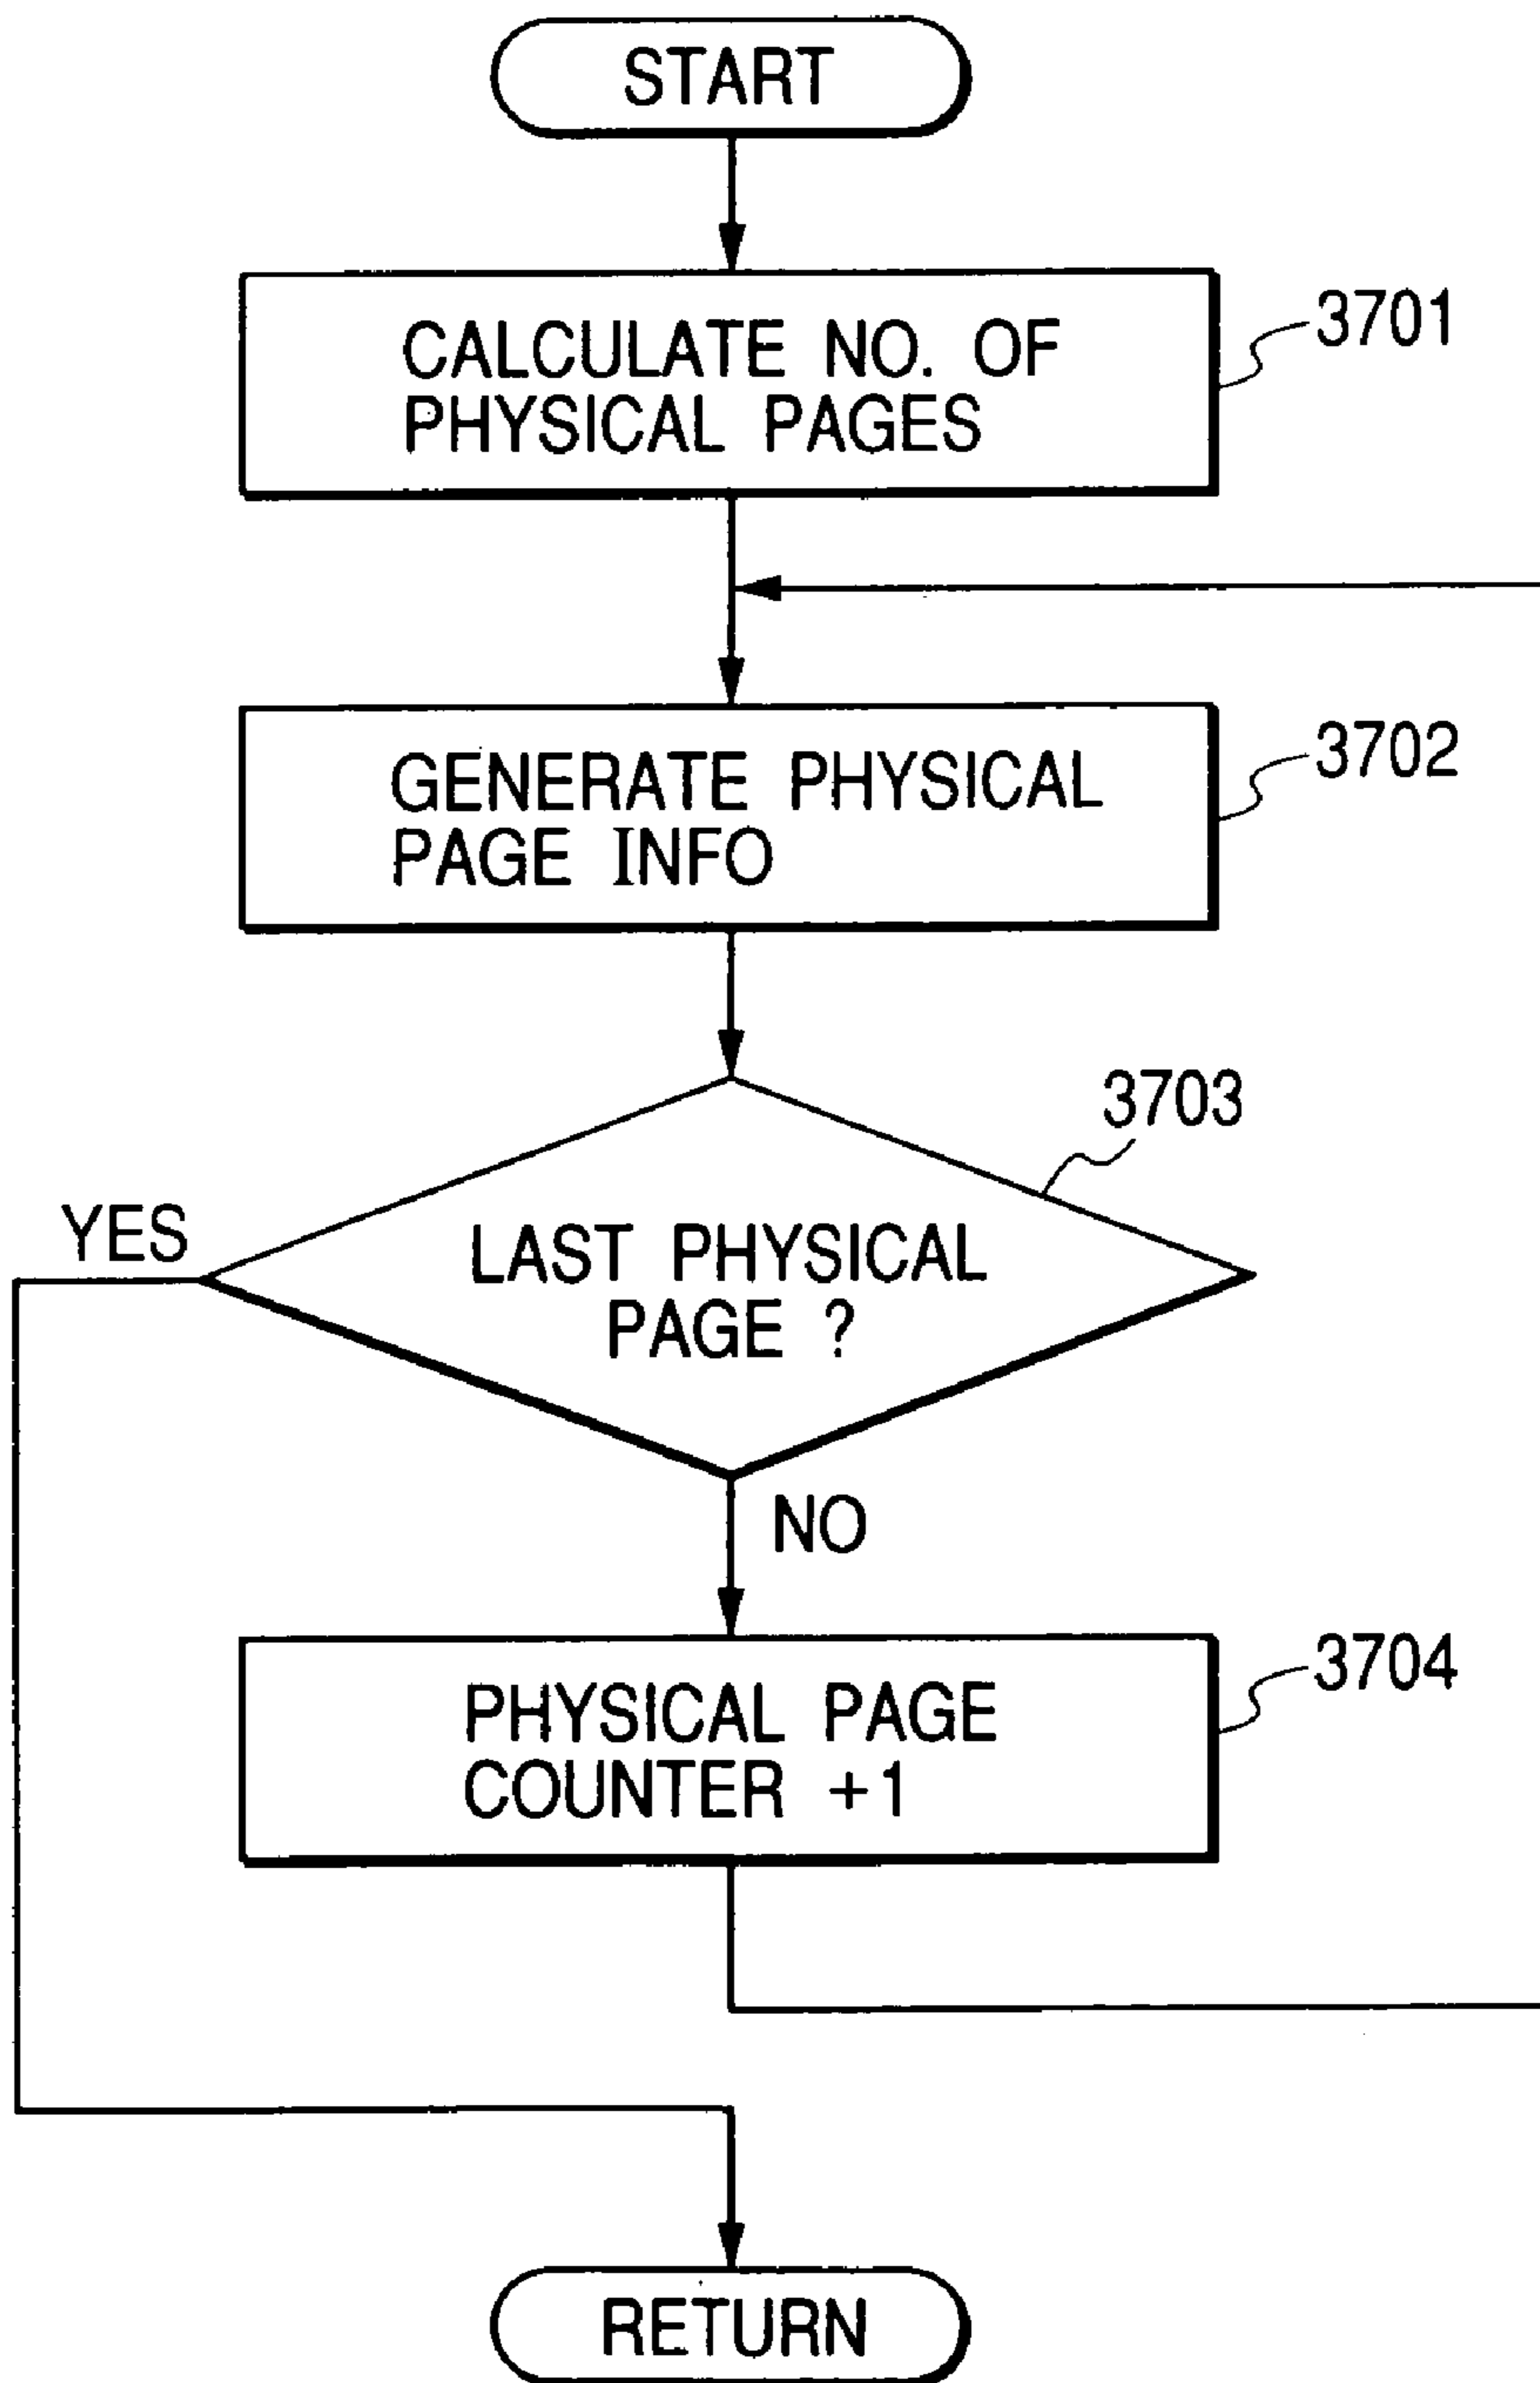 START
CALCULATE NO. OF
PHYSICAL PAGES
3701
GENERATE PHYSICAL
PAGE INFO
3702
3703
YES
LAST PHYSICAL
PAGE ?
NO
PHYSICAL PAGE
COUNTER +1
3704
RETURN